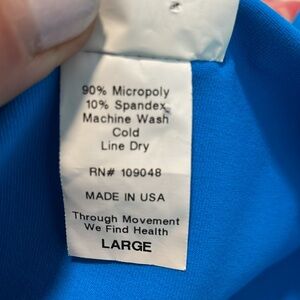 90% Micropoly
10% Spandex
Machine Wash
Cold
Line Dry
RN# 109048
MADE IN USA
Through Movement
We Find Health
LARGE